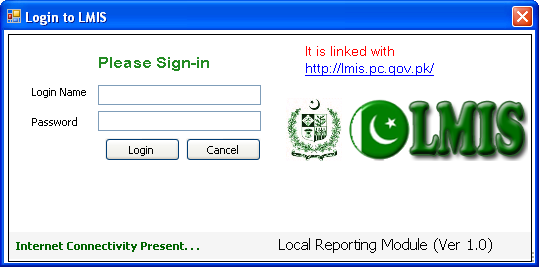 Login to LMIS
Please Sign-in
It is linked with
http://lmis.pc.gov.pk/
Login Name
Password
Login Cancel
LMIS
Internet Connectivity Present. . .
Local Reporting Module (Ver 1.0)